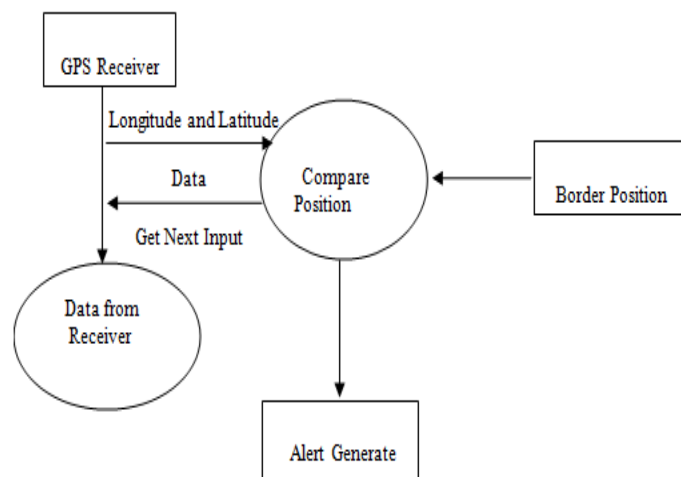 GPS Receiver
Longitude and Latitude
Data
Get Next Input
Compare
Position
Border Position
Data from
Receiver
Alert Generate